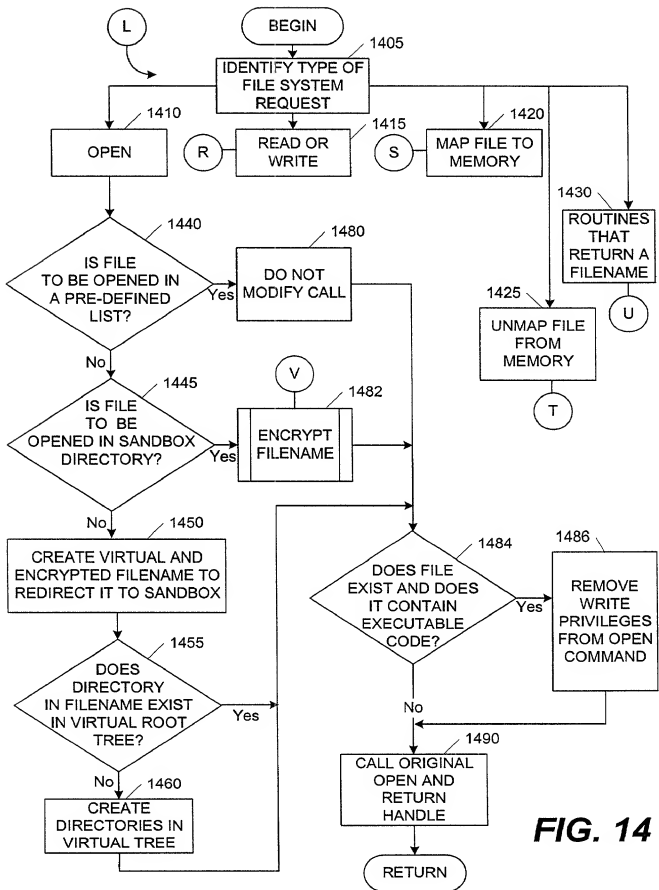 L
BEGIN
1405
IDENTIFY TYPE OF
FILE SYSTEM
REQUEST
1410
OPEN
R
1415
READ OR
WRITE
S
1420
MAP FILE TO
MEMORY
1430
ROUTINES
THAT
RETURN A
FILENAME
U
1425
UNMAP FILE
FROM
MEMORY
T
1440
IS FILE
TO BE OPENED IN
A PRE-DEFINED
LIST?
Yes
No
1480
DO NOT
MODIFY CALL
1445
IS FILE
TO BE
OPENED IN SANDBOX
DIRECTORY?
Yes
No
V
1482
ENCRYPT
FILENAME
1450
CREATE VIRTUAL AND
ENCRYPTED FILENAME TO
REDIRECT IT TO SANDBOX
1455
DOES
DIRECTORY
IN FILENAME EXIST
IN VIRTUAL ROOT
TREE?
Yes
No
1460
CREATE
DIRECTORIES IN
VIRTUAL TREE
1484
DOES FILE
EXIST AND DOES
IT CONTAIN
EXECUTABLE
CODE?
Yes
No
1486
REMOVE
WRITE
PRIVILEGES
FROM OPEN
COMMAND
1490
CALL ORIGINAL
OPEN AND
RETURN
HANDLE
RETURN
FIG. 14